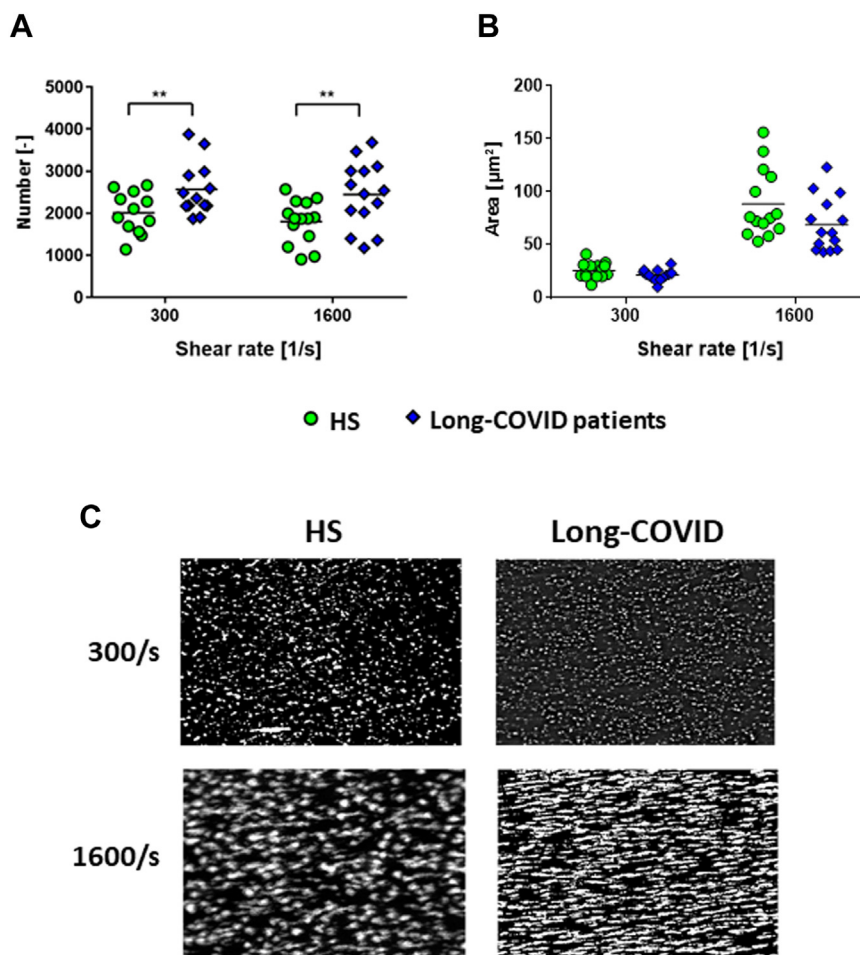 A
B
** **
5000
4000
3000
2000
1000
0
Number [-]
300 1600
Shear rate [1/s]
200
150
100
50
0
Area [µm²]
300 1600
Shear rate [1/s]
HS Long-COVID patients
C
HS Long-COVID
300/s
1600/s